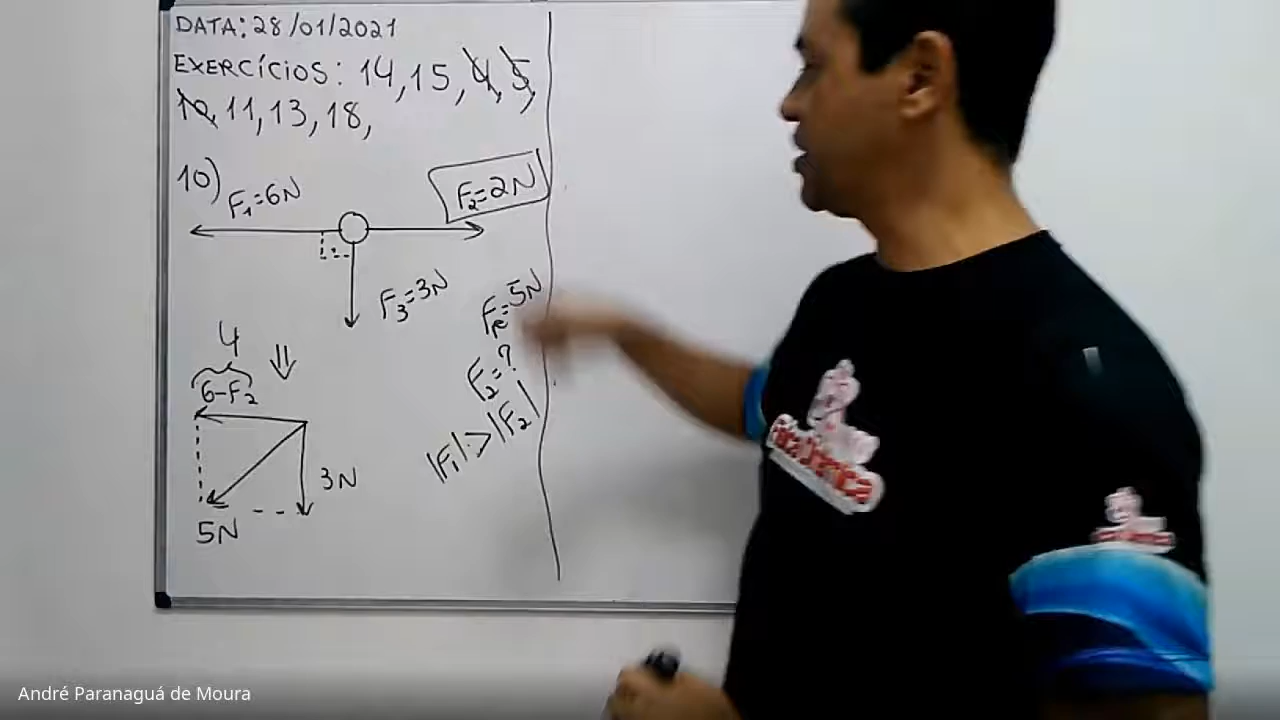 DATA: 28/01/2021
EXERCÍCIOS: 14, 15, 4, 5,
10, 11, 13, 18,
10)
F₁=6N
F₂=2N
F₃=3N
4
6-F₂
3N
5N
F_R=5N
F₂=?
|F₁|>|F₂|
André Paranaguá de Moura